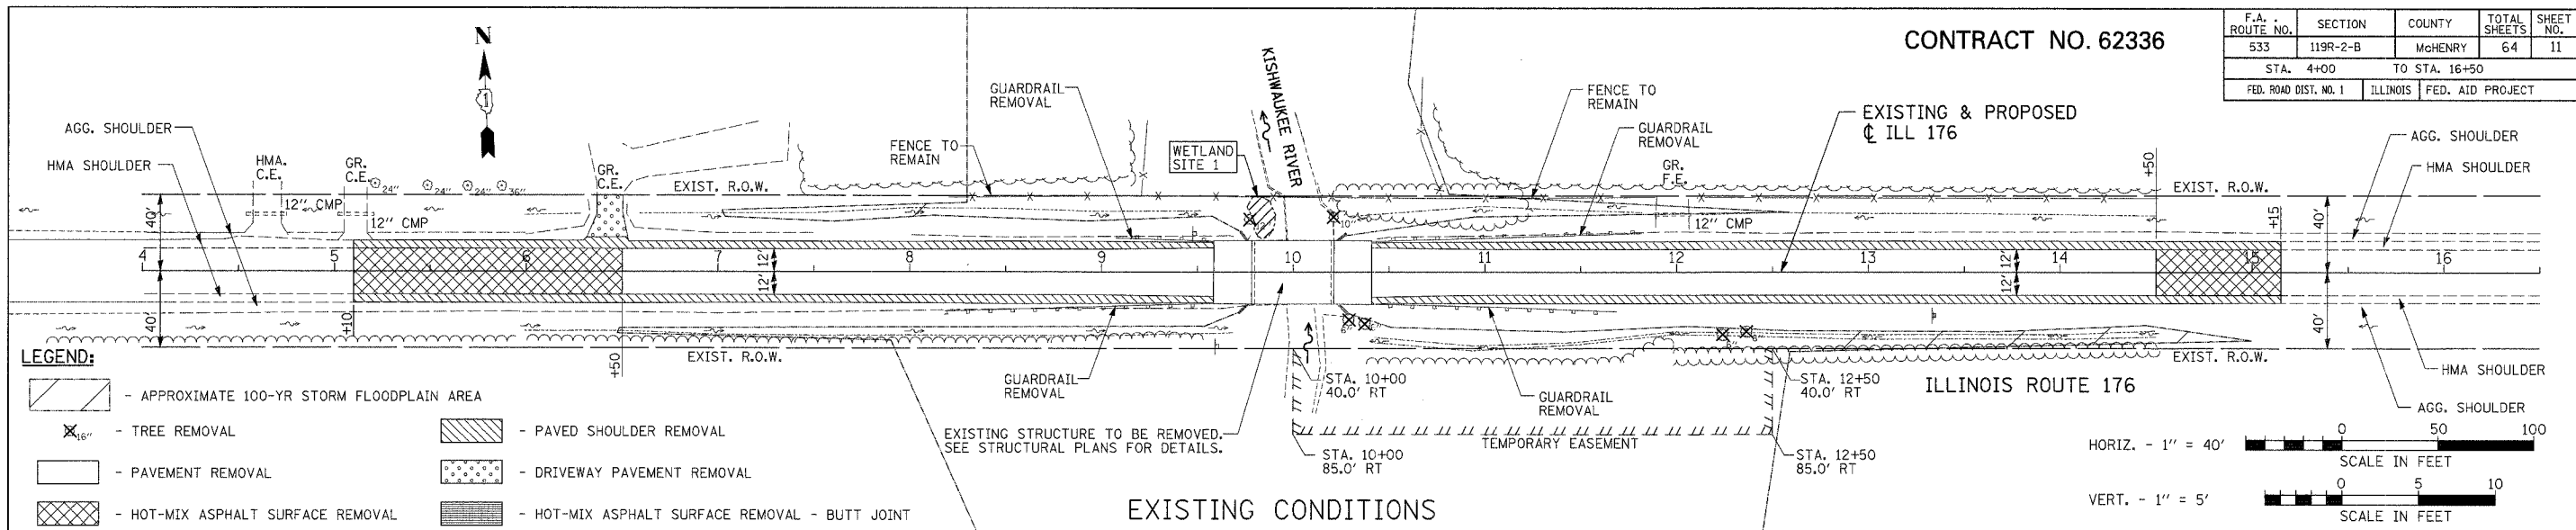 CONTRACT NO. 62336
F.A. . ROUTE NO.
SECTION
COUNTY
TOTAL SHEETS
SHEET NO.
533
119R-2-B
McHENRY
64
11
STA. 4+00 TO STA. 16+50
FED. ROAD DIST. NO. 1
ILLINOIS
FED. AID PROJECT
N
1
KISHWAUKEE RIVER
GUARDRAIL
REMOVAL
FENCE TO
REMAIN
EXISTING & PROPOSED
℄ ILL 176
AGG. SHOULDER
HMA SHOULDER
HMA.
C.E.
GR.
C.E.
24"
24"
24"
36"
GR.
C.E.
FENCE TO
REMAIN
WETLAND
SITE 1
GUARDRAIL
REMOVAL
GR.
F.E.
+50
AGG. SHOULDER
HMA SHOULDER
EXIST. R.O.W.
EXIST. R.O.W.
12" CMP
12" CMP
10"
12" CMP
+15
40'
40'
4
5
6
7
8
9
10
11
12
13
14
15
16
12'
12'
12'
12'
40'
40'
+10
+50
EXIST. R.O.W.
EXIST. R.O.W.
LEGEND:
- APPROXIMATE 100-YR STORM FLOODPLAIN AREA
16" - TREE REMOVAL
- PAVEMENT REMOVAL
- HOT-MIX ASPHALT SURFACE REMOVAL
- PAVED SHOULDER REMOVAL
- DRIVEWAY PAVEMENT REMOVAL
- HOT-MIX ASPHALT SURFACE REMOVAL - BUTT JOINT
GUARDRAIL
REMOVAL
EXISTING STRUCTURE TO BE REMOVED.
SEE STRUCTURAL PLANS FOR DETAILS.
STA. 10+00
40.0' RT
STA. 10+00
85.0' RT
GUARDRAIL
REMOVAL
TEMPORARY EASEMENT
STA. 12+50
40.0' RT
STA. 12+50
85.0' RT
ILLINOIS ROUTE 176
HMA SHOULDER
AGG. SHOULDER
EXISTING CONDITIONS
HORIZ. - 1" = 40'
0
50
100
SCALE IN FEET
VERT. - 1" = 5'
0
5
10
SCALE IN FEET